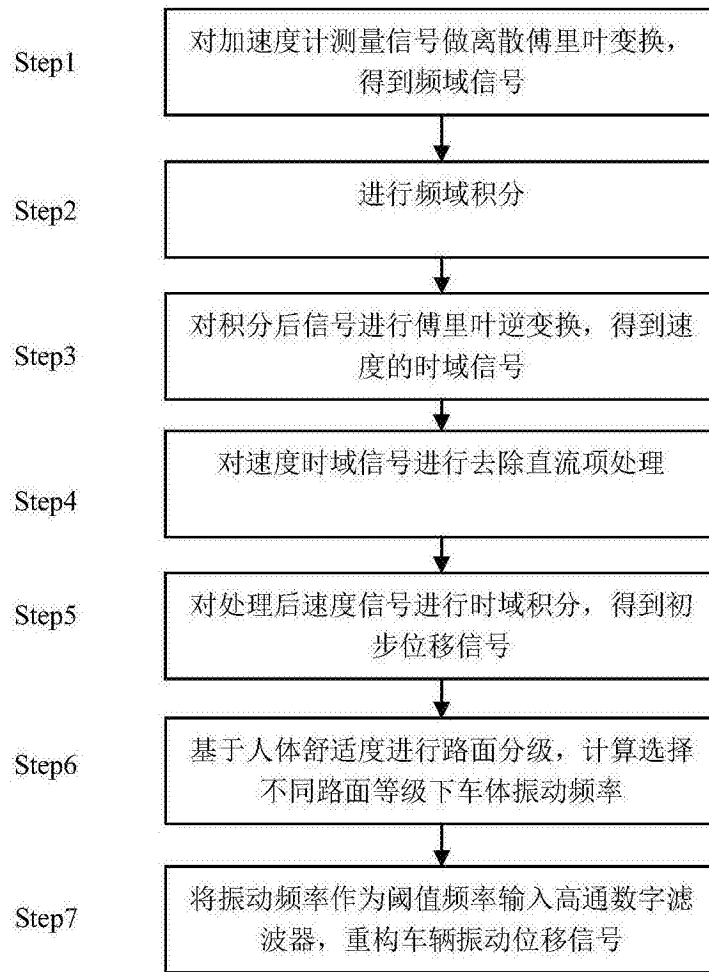 Step1
对加速度计测量信号做离散傅里叶变换，
得到频域信号
Step2
进行频域积分
Step3
对积分后信号进行傅里叶逆变换，得到速
度的时域信号
Step4
对速度时域信号进行去除直流项处理
Step5
对处理后速度信号进行时域积分，得到初
步位移信号
Step6
基于人体舒适度进行路面分级，计算选择
不同路面等级下车体振动频率
Step7
将振动频率作为阈值频率输入高通数字滤
波器，重构车辆振动位移信号